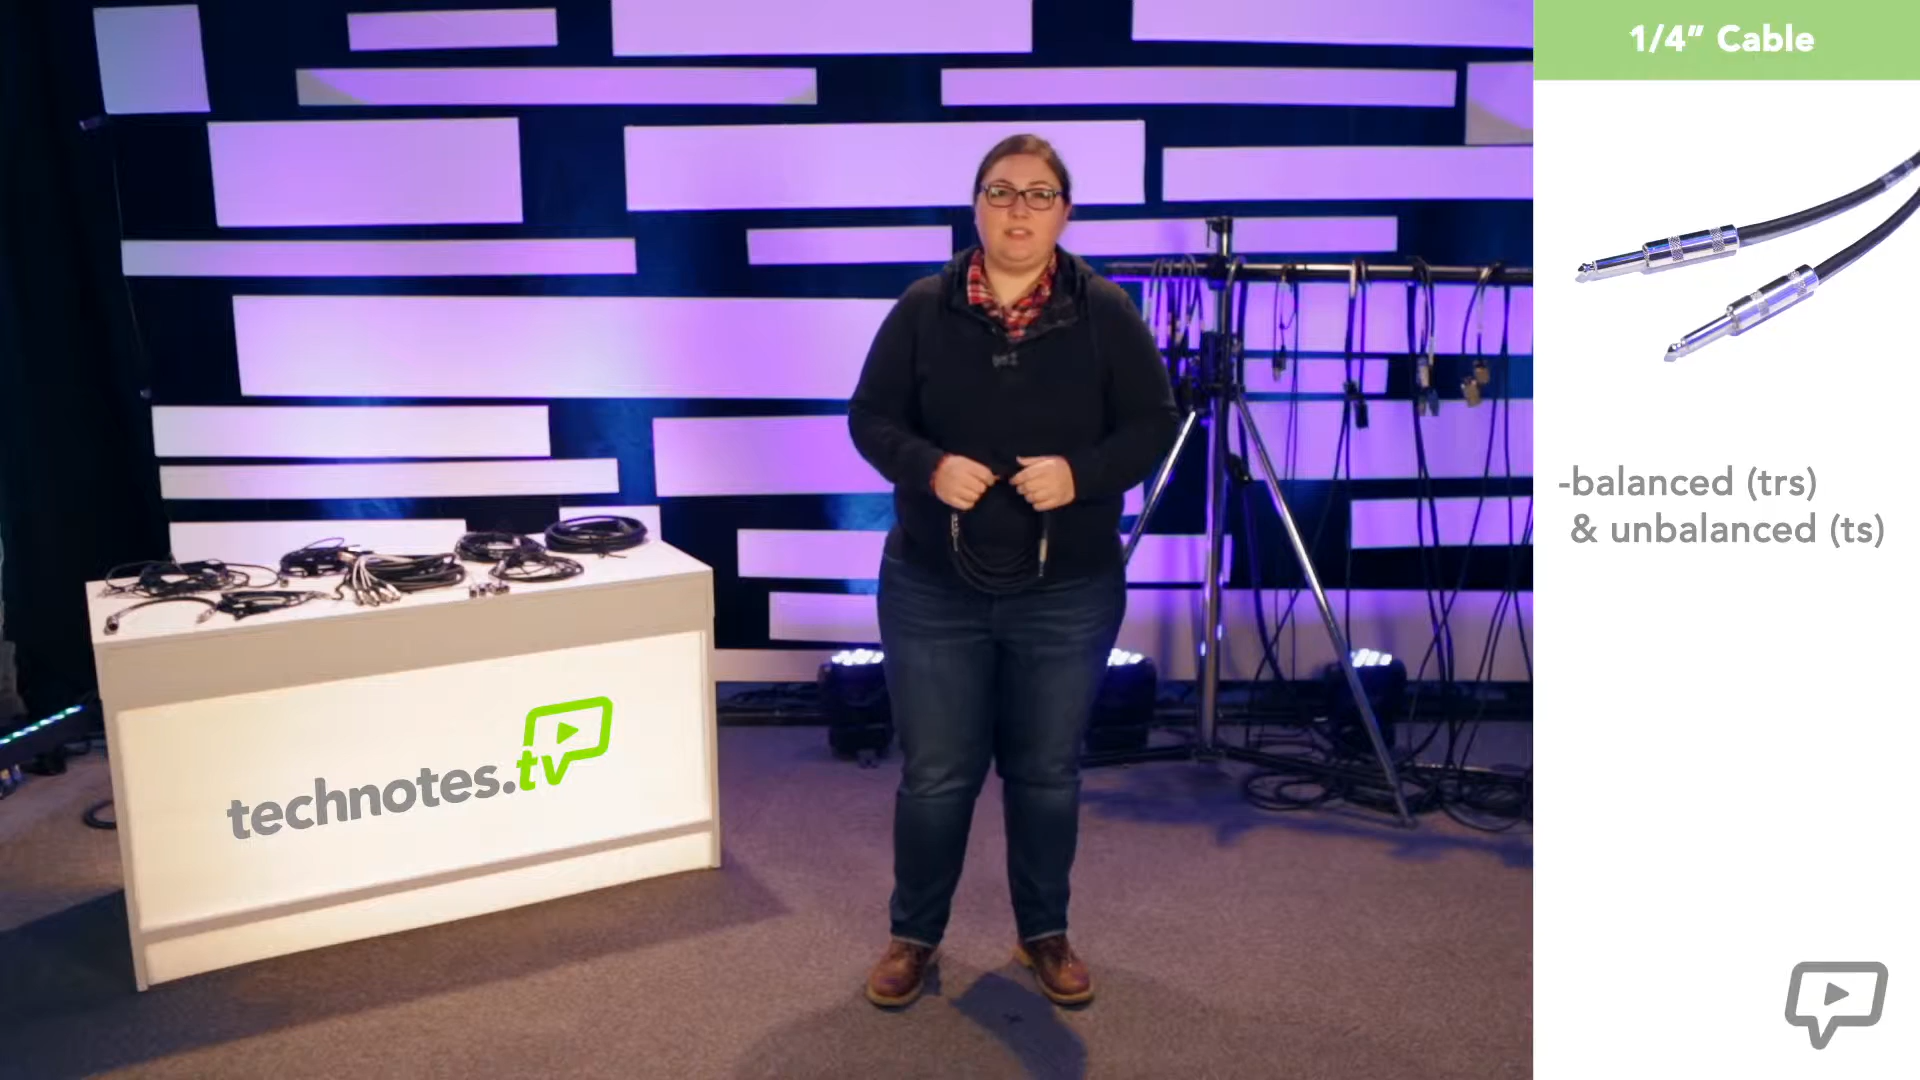 1/4” Cable
-balanced (trs)
& unbalanced (ts)
technotes.tv